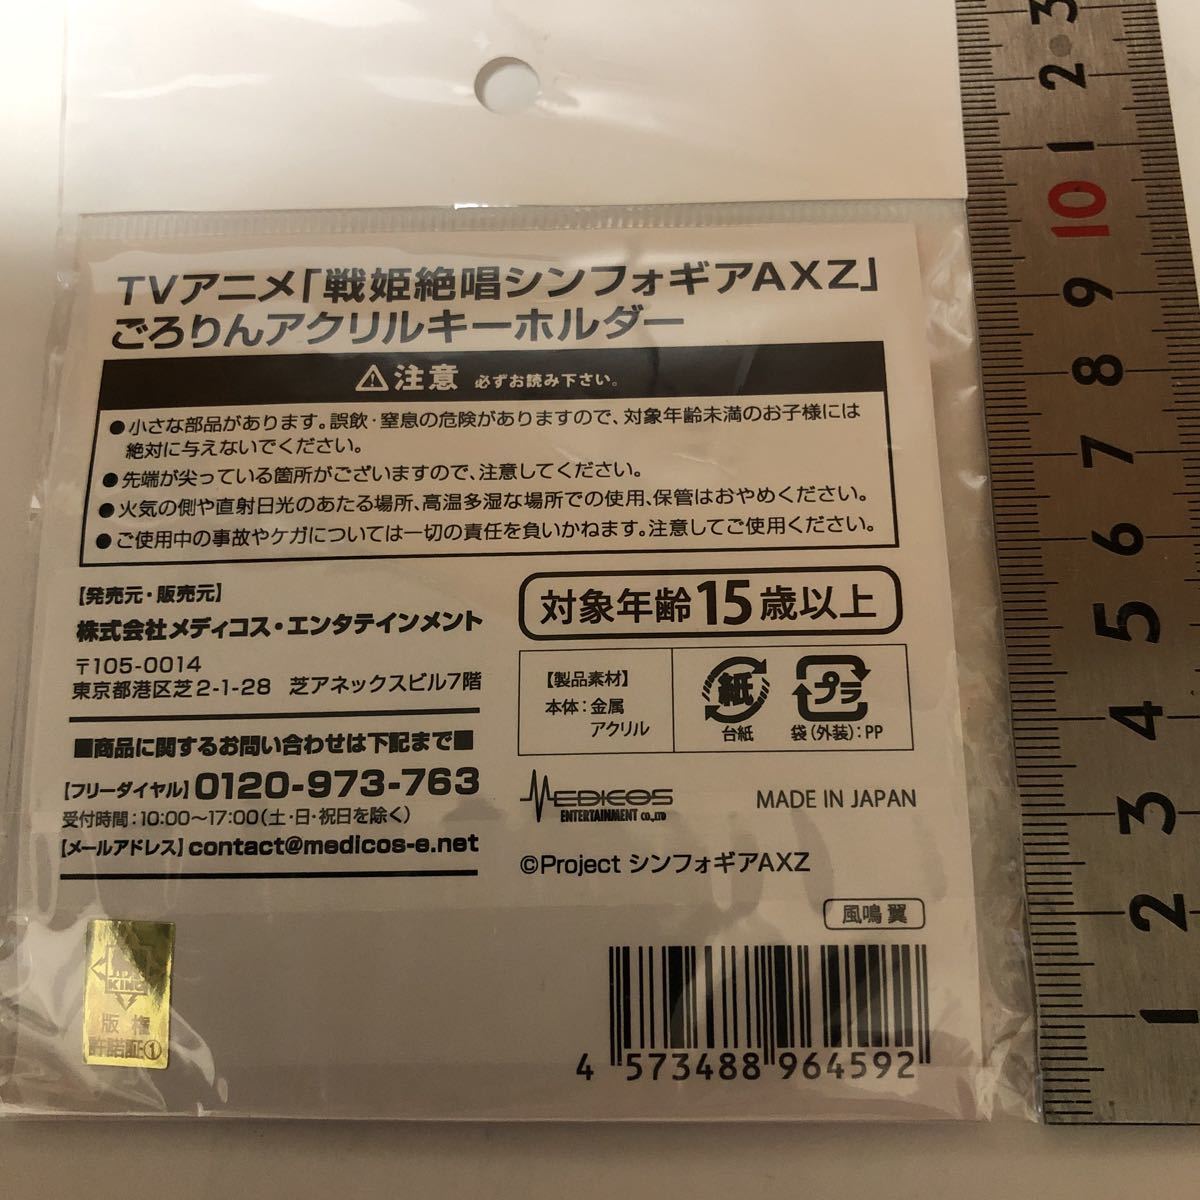 TVアニメ「戦姫絶唱シンフォギアAXZ」
ごろりんアクリルキーホルダー
注意 必ずお読み下さい。
●小さな部品があります。誤飲・窒息の危険がありますので、対象年齢未満のお子様には
絶対に与えないでください。
●先端が尖っている箇所がございますので、注意してください。
●火気の側や直射日光のあたる場所、高温多湿な場所での使用、保管はおやめください。
●ご使用中の事故やケガについては一切の責任を負いかねます。注意してご使用ください。
【発売元・販売元】
株式会社メディコス・エンタテインメント
〒105-0014
東京都港区芝2-1-28 芝アネックスビル7階
■商品に関するお問い合わせは下記まで■
【フリーダイヤル】0120-973-763
受付時間:10:00〜17:00(土・日・祝日を除く)
【メールアドレス】contact@medicos-e.net
対象年齢15歳以上
【製品素材】
本体:金属
アクリル
紙
台紙
プラ
袋(外装):PP
MEDICOS
ENTERTAINMENT CO.,LTD
MADE IN JAPAN
©Project シンフォギアAXZ
風鳴 翼
4 573488 964592
KING
版権
許諾証①
3
2
1
10
9
8
7
6
5
4
3
2
1